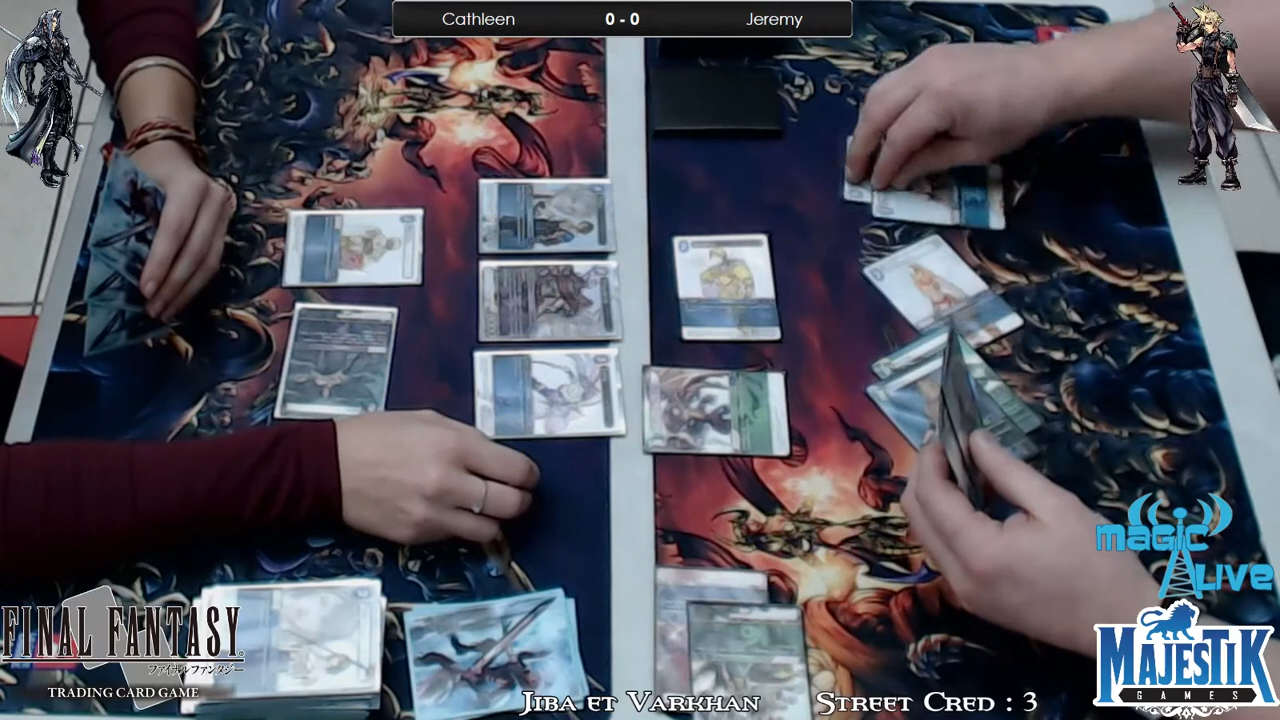 Cathleen 0 - 0 Jeremy
magic Live
FINAL FANTASY
ファイナルファンタジー
TRADING CARD GAME
MAJESTIK
GAMES
Jiba et Varkhan Street Cred : 3